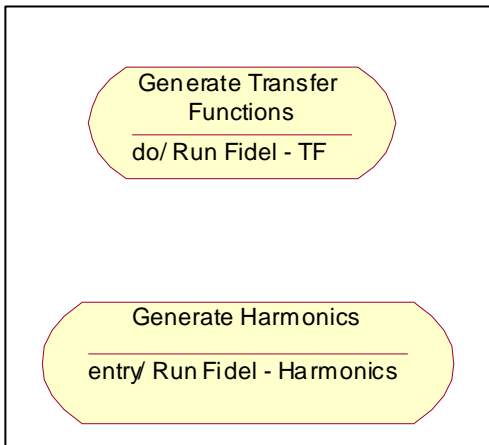 Generate Transfer
Functions
do/ Run Fidel - TF
Generate Harmonics
entry/ Run Fidel - Harmonics